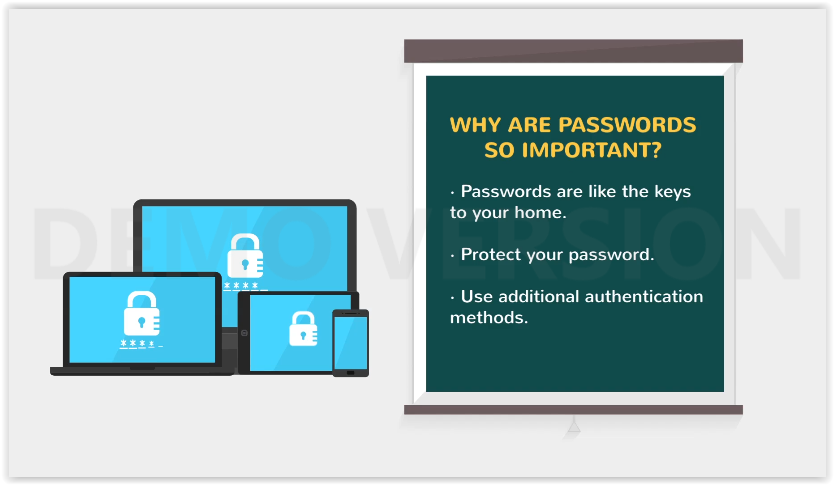 WHY ARE PASSWORDS
SO IMPORTANT?
· Passwords are like the keys
to your home.
· Protect your password.
· Use additional authentication
methods.
DEMO VERSION